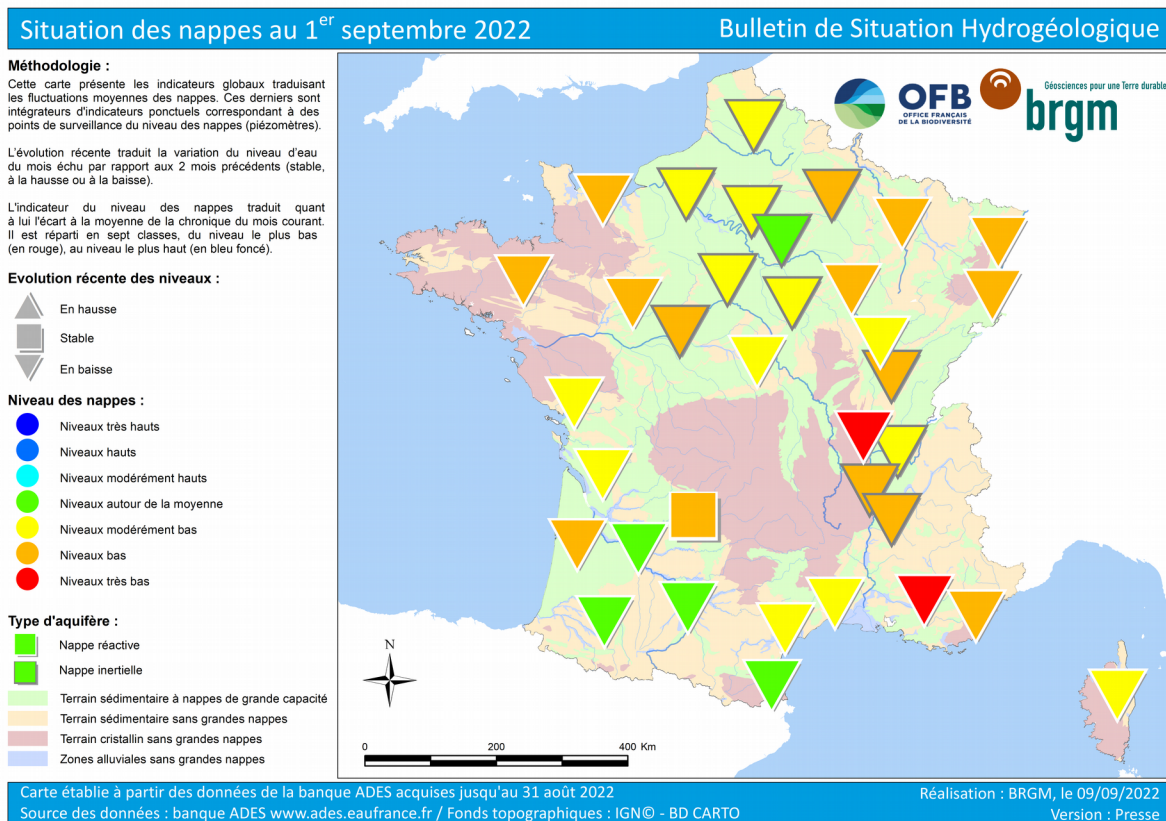 Situation des nappes au 1er septembre 2022
Bulletin de Situation Hydrogéologique
Méthodologie :
Cette carte présente les indicateurs globaux traduisant
les fluctuations moyennes des nappes. Ces derniers sont
intégrateurs d'indicateurs ponctuels correspondant à des
points de surveillance du niveau des nappes (piézomètres).
L'évolution récente traduit la variation du niveau d'eau
du mois échu par rapport aux 2 mois précédents (stable,
à la hausse ou à la baisse).
L'indicateur du niveau des nappes traduit quant
à lui l'écart à la moyenne de la chronique du mois courant.
Il est réparti en sept classes, du niveau le plus bas
(en rouge), au niveau le plus haut (en bleu foncé).
Evolution récente des niveaux :
En hausse
Stable
En baisse
Niveau des nappes :
Niveaux très hauts
Niveaux hauts
Niveaux modérément hauts
Niveaux autour de la moyenne
Niveaux modérément bas
Niveaux bas
Niveaux très bas
Type d'aquifère :
Nappe réactive
Nappe inertielle
Terrain sédimentaire à nappes de grande capacité
Terrain sédimentaire sans grandes nappes
Terrain cristallin sans grandes nappes
Zones alluviales sans grandes nappes
OFB
OFFICE FRANÇAIS
DE LA BIODIVERSITÉ
Géosciences pour une Terre durable
brgm
N
0 200 400 Km
Carte établie à partir des données de la banque ADES acquises jusqu'au 31 août 2022
Source des données : banque ADES www.ades.eaufrance.fr / Fonds topographiques : IGN© - BD CARTO
Réalisation : BRGM, le 09/09/2022
Version : Presse